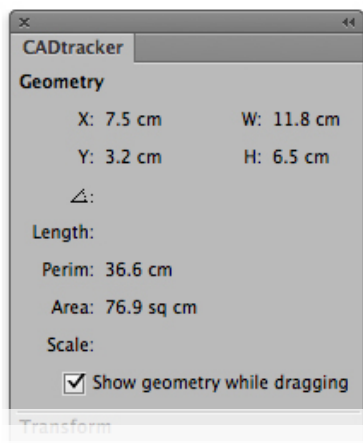 CADtracker
Geometry
X: 7.5 cm W: 11.8 cm
Y: 3.2 cm H: 6.5 cm
:
Length:
Perim: 36.6 cm
Area: 76.9 sq cm
Scale:
Show geometry while dragging
Transform